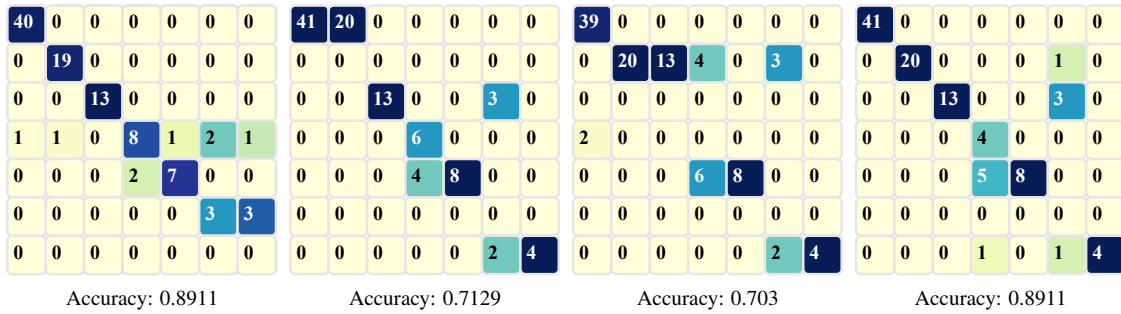 40 0 0 0 0 0 0
0 19 0 0 0 0 0
0 0 13 0 0 0 0
1 1 0 8 1 2 1
0 0 0 2 7 0 0
0 0 0 0 0 3 3
0 0 0 0 0 0 0
Accuracy: 0.8911
41 20 0 0 0 0 0
0 0 0 0 0 0 0
0 0 13 0 0 3 0
0 0 0 6 0 0 0
0 0 0 4 8 0 0
0 0 0 0 0 0 0
0 0 0 0 0 2 4
Accuracy: 0.7129
39 0 0 0 0 0 0
0 20 13 4 0 3 0
0 0 0 0 0 0 0
2 0 0 0 0 0 0
0 0 0 6 8 0 0
0 0 0 0 0 0 0
0 0 0 0 0 2 4
Accuracy: 0.703
41 0 0 0 0 0 0
0 20 0 0 0 1 0
0 0 13 0 0 3 0
0 0 0 4 0 0 0
0 0 0 5 8 0 0
0 0 0 0 0 0 0
0 0 0 1 0 1 4
Accuracy: 0.8911